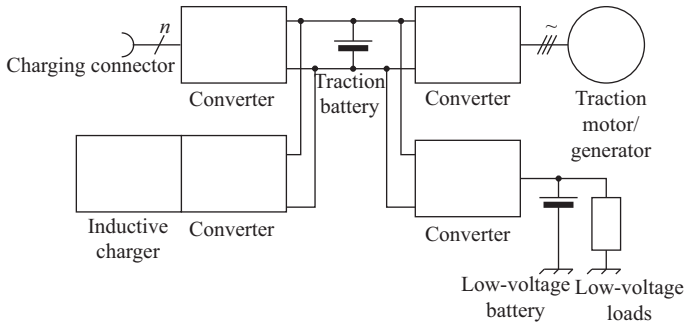 n
~
Charging connector
Converter
Traction
battery
Converter
Traction
motor/
generator
Inductive
charger
Converter
Converter
Low-voltage
battery
Low-voltage
loads